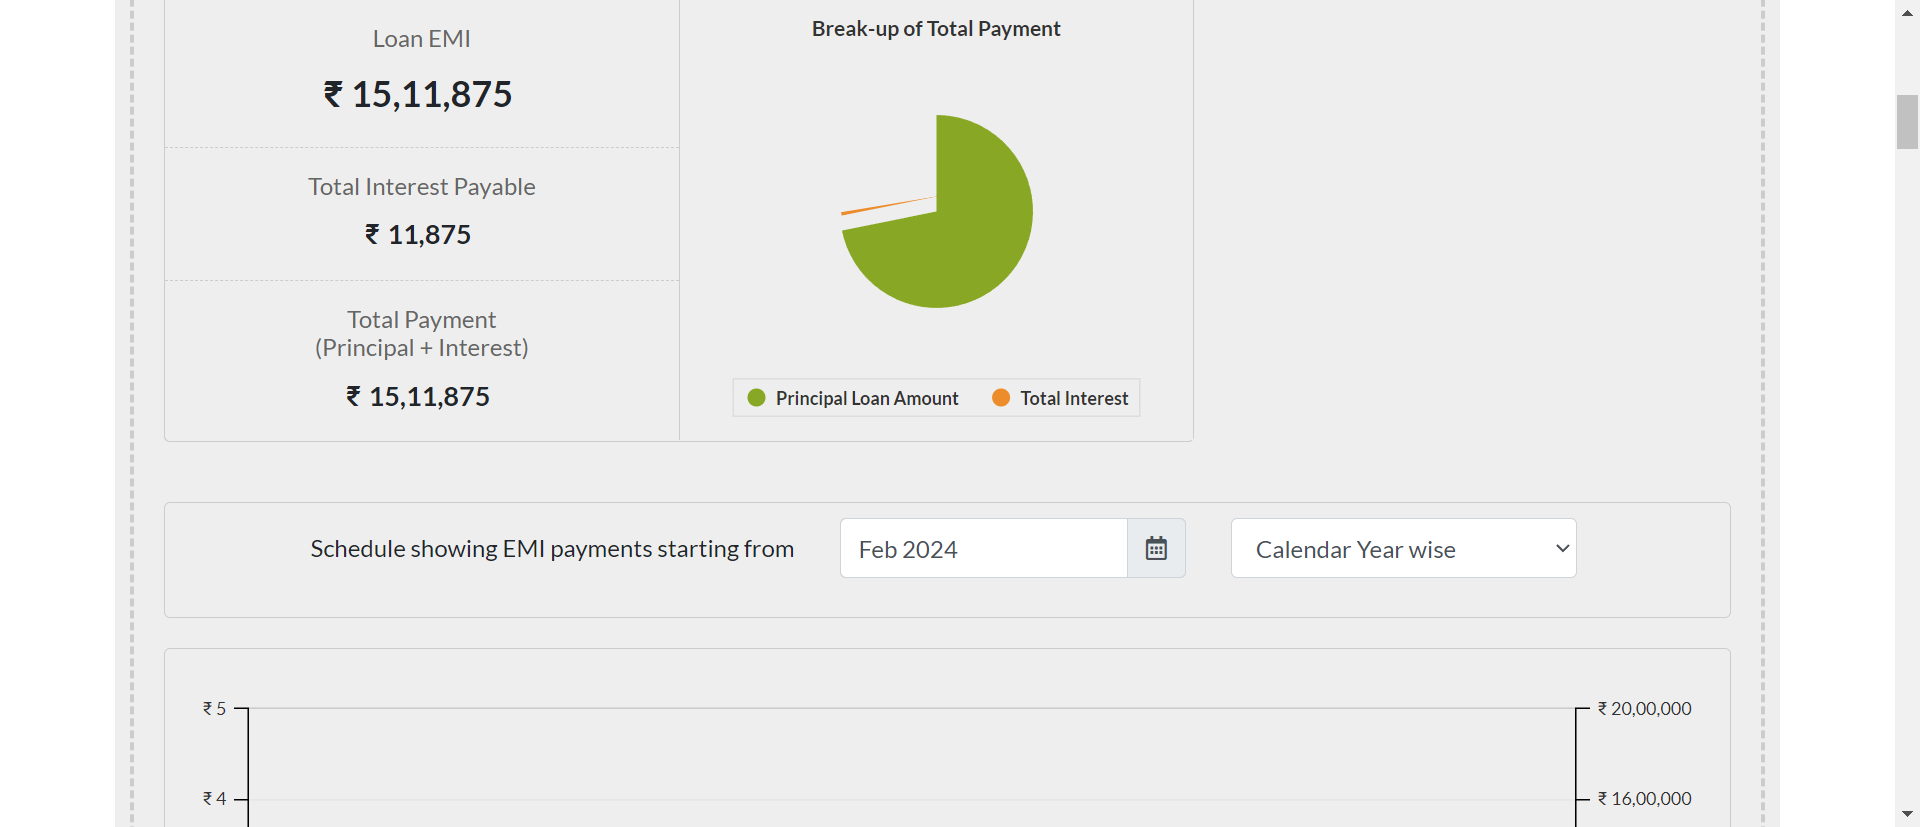 Loan EMI
₹ 15,11,875
Total Interest Payable
₹ 11,875
Total Payment
(Principal + Interest)
₹ 15,11,875
Break-up of Total Payment
Principal Loan Amount
Total Interest
Schedule showing EMI payments starting from
Feb 2024
Calendar Year wise
₹ 5
₹ 20,00,000
₹ 4
₹ 16,00,000